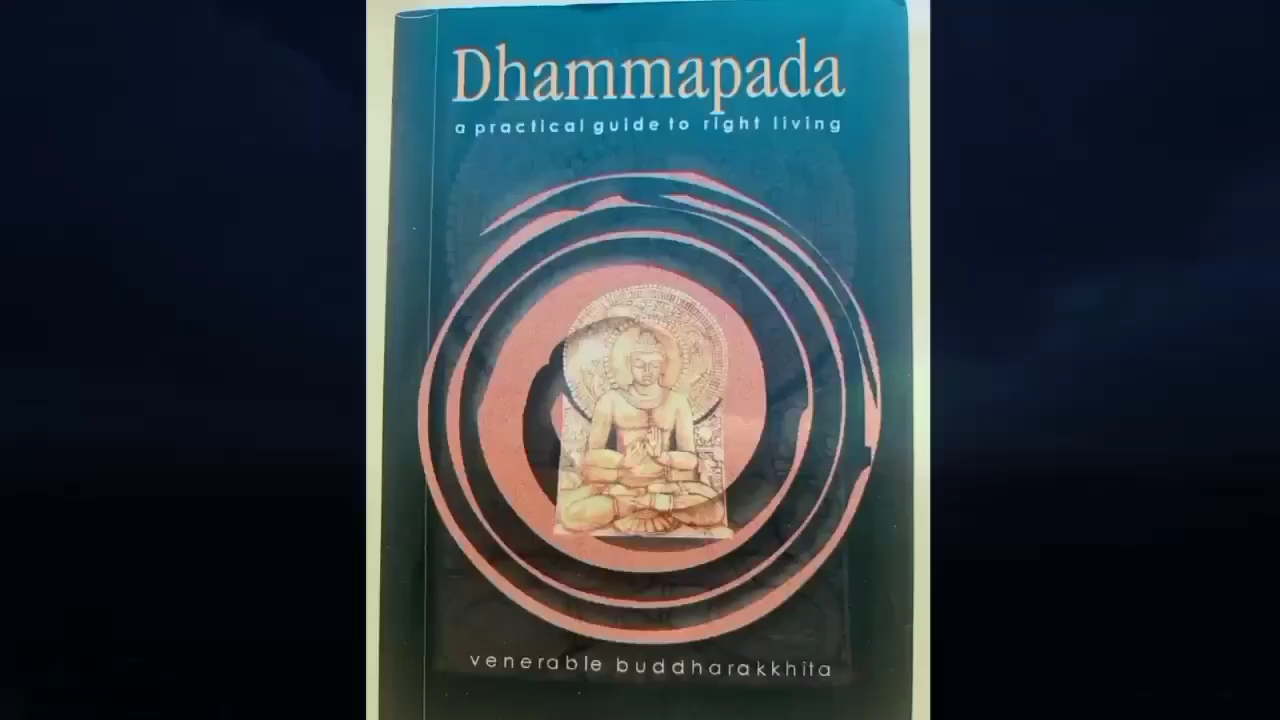 Dhammapada
a practical guide to right living
venerable buddharakkhita